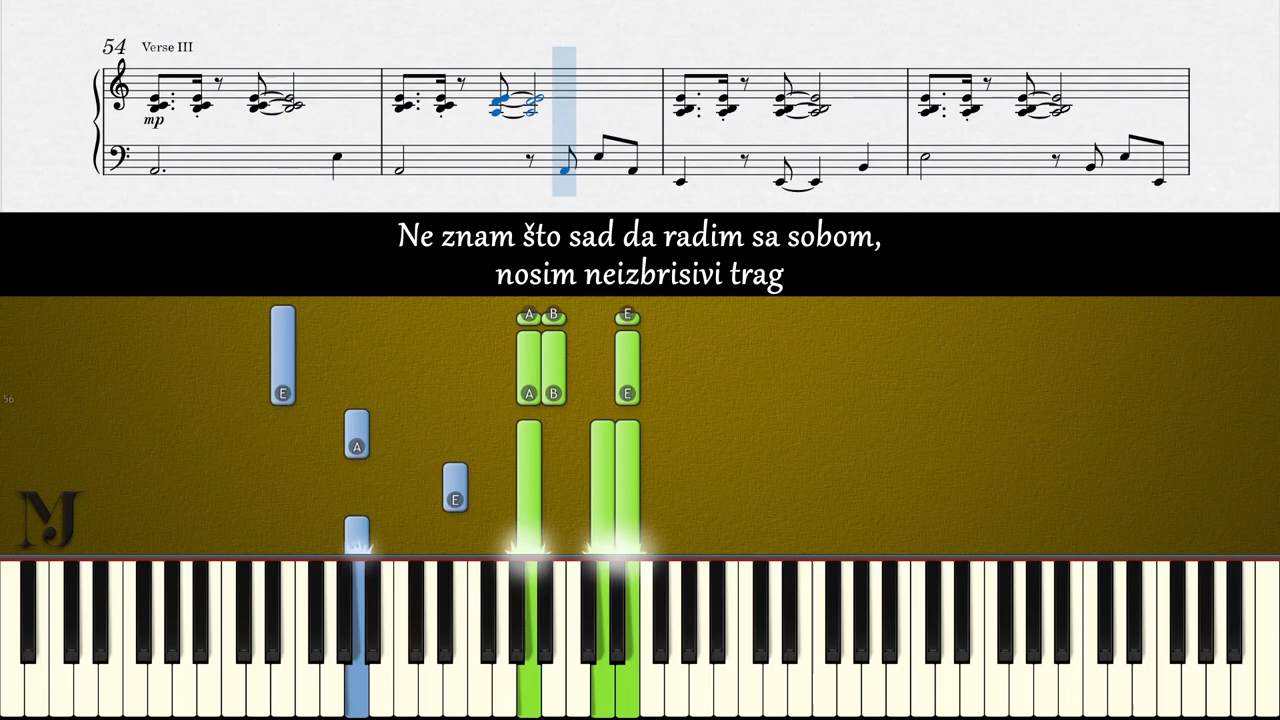 54 Verse III
mp
Ne znam što sad da radim sa sobom,
nosim neizbrisivi trag
A B E
E A B E
56
A
E
MJ